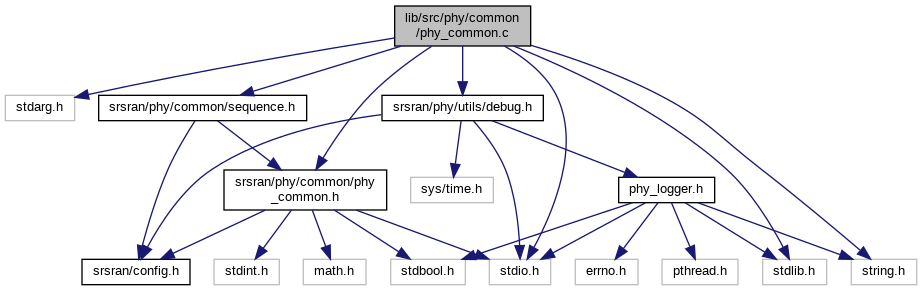 lib/src/phy/common
/phy_common.c
stdarg.h
srsran/phy/common/sequence.h
srsran/phy/utils/debug.h
srsran/phy/common/phy
_common.h
sys/time.h
phy_logger.h
srsran/config.h
stdint.h
math.h
stdbool.h
stdio.h
errno.h
pthread.h
stdlib.h
string.h